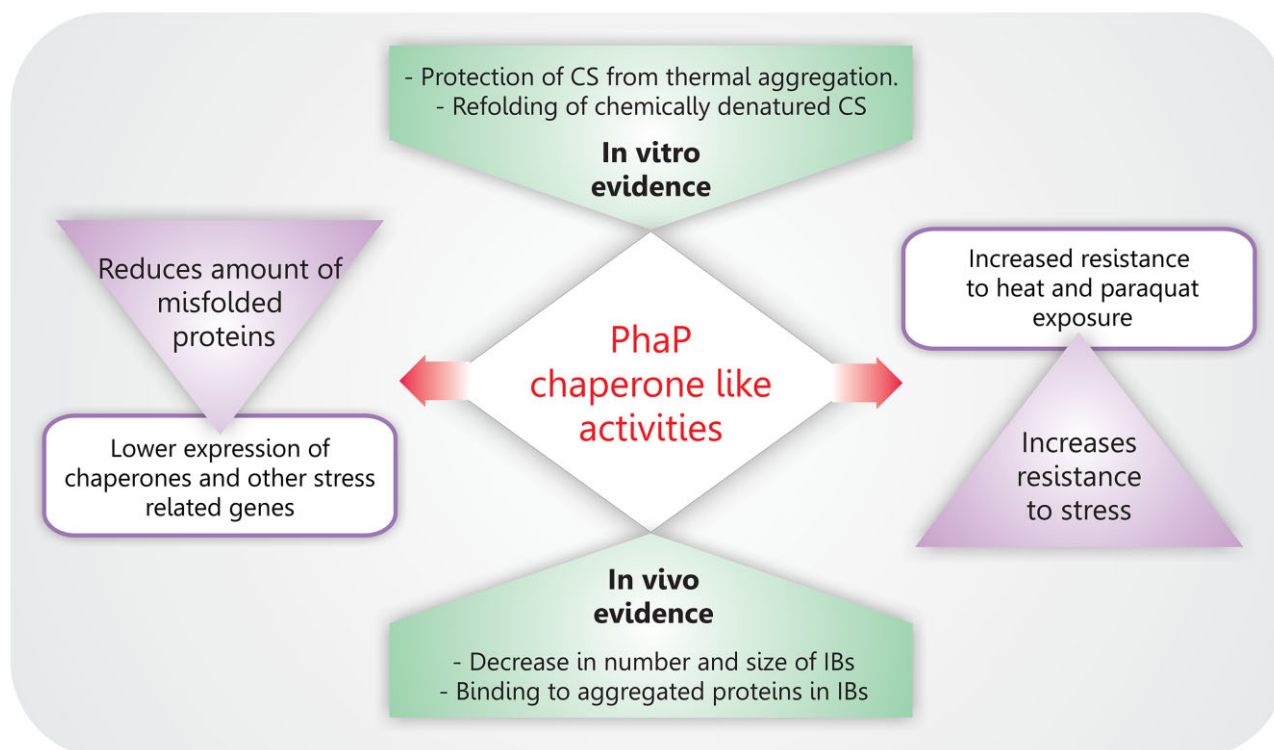 - Protection of CS from thermal aggregation.
- Refolding of chemically denatured CS
In vitro
evidence
Reduces amount of
misfolded
proteins
Lower expression of
chaperones and other stress
related genes
PhaP
chaperone like
activities
Increased resistance
to heat and paraquat
exposure
Increases
resistance
to stress
In vivo
evidence
- Decrease in number and size of IBs
- Binding to aggregated proteins in IBs